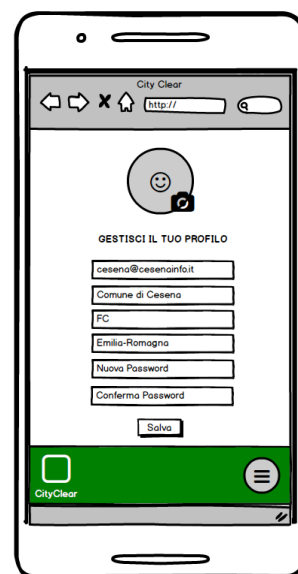 City Clear
http://
GESTISCI IL TUO PROFILO
cesena@cesenainfo.it
Comune di Cesena
FC
Emilia-Romagna
Nuova Password
Conferma Password
Salva
CityClear